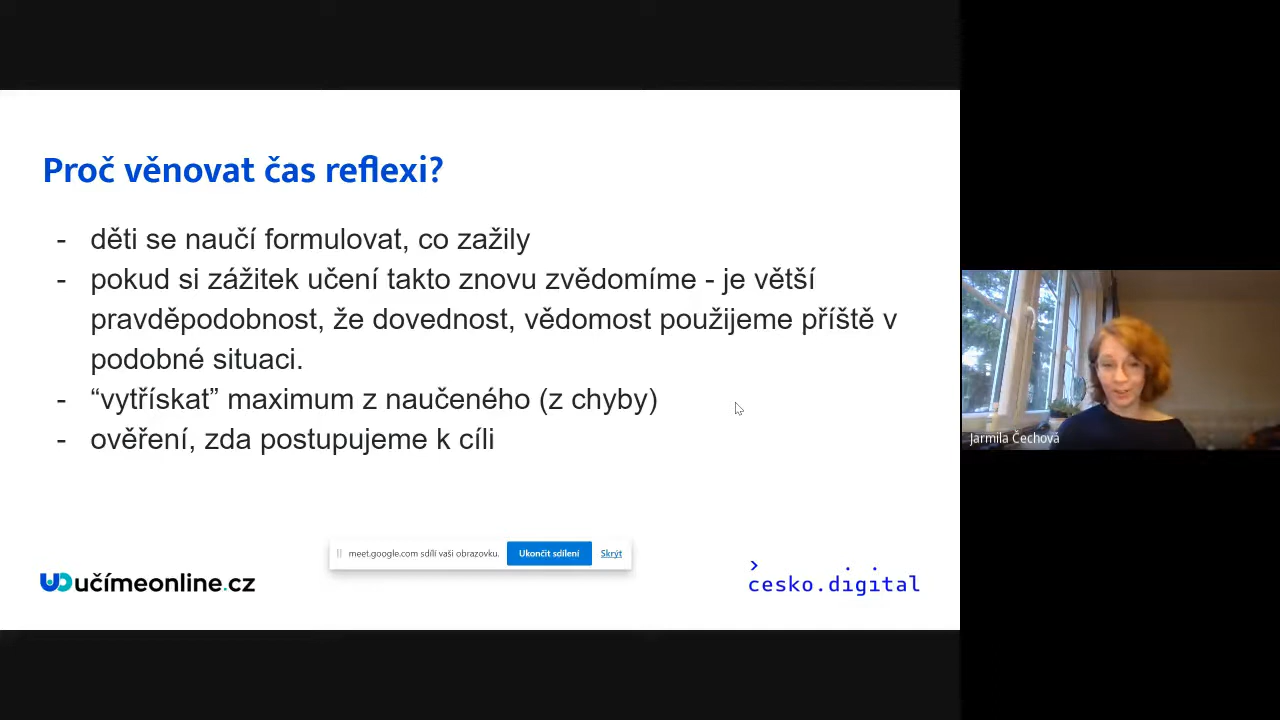 Proč věnovat čas reflexi?
- děti se naučí formulovat, co zažily
- pokud si zážitek učení takto znovu zvědomíme - je větší
pravděpodobnost, že dovednost, vědomost použijeme příště v
podobné situaci.
- “vytřískat” maximum z naučeného (z chyby)
- ověření, zda postupujeme k cíli
Jarmila Čechová
meet.google.com sdílí vaši obrazovku. Ukončit sdílení Skrýt
učímeonline.cz
cesko.digital